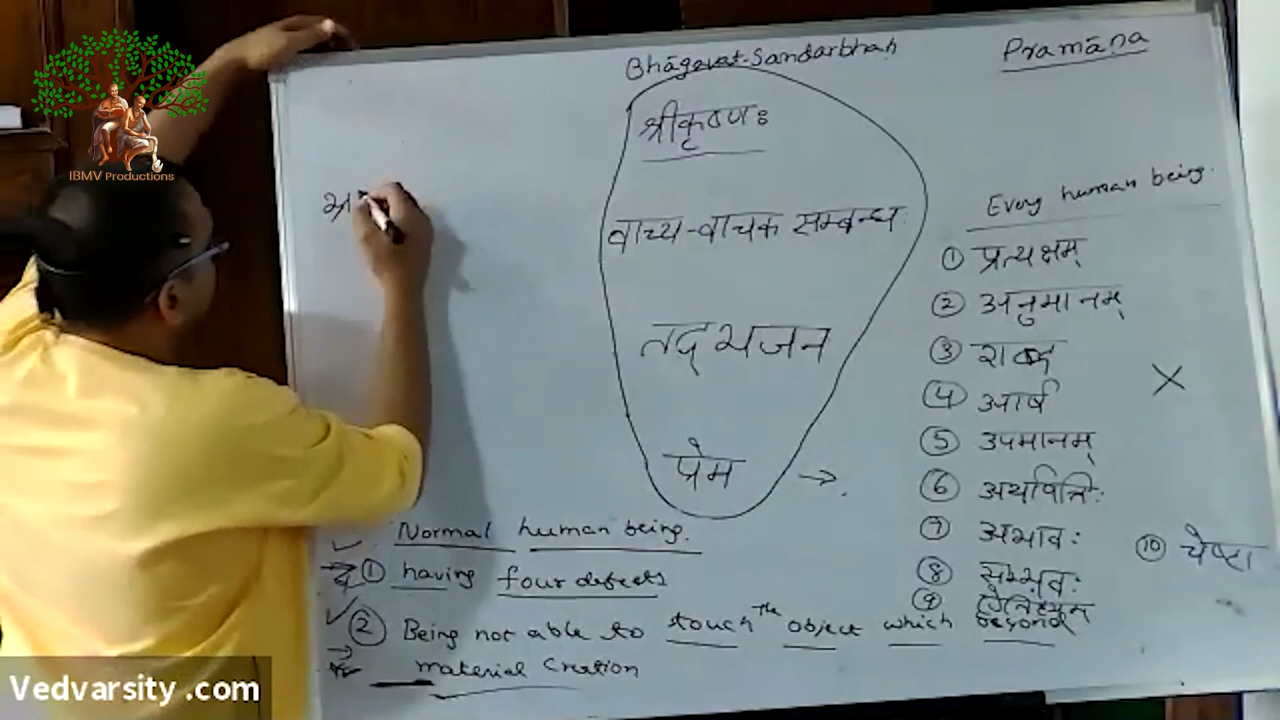 Bhāgavat-Sandarbhah
Pramāna
श्रीकृष्णः
वाच्य-वाचक सम्बन्धः
तद् भजन
प्रेम →
Every human being.
① प्रत्यक्षम्
② अनुमानम्
③ शब्द
④ आर्ष
⑤ उपमानम्
⑥ अर्थापत्तिः
⑦ अभावः
⑧ सम्भवः
⑨ ऐतिह्यम्
⑩ चेष्टा
X
Normal human being.
① having four defects
② Being not able to touch The object which beyond
material creation
IBMV Productions
Vedvarsity.com